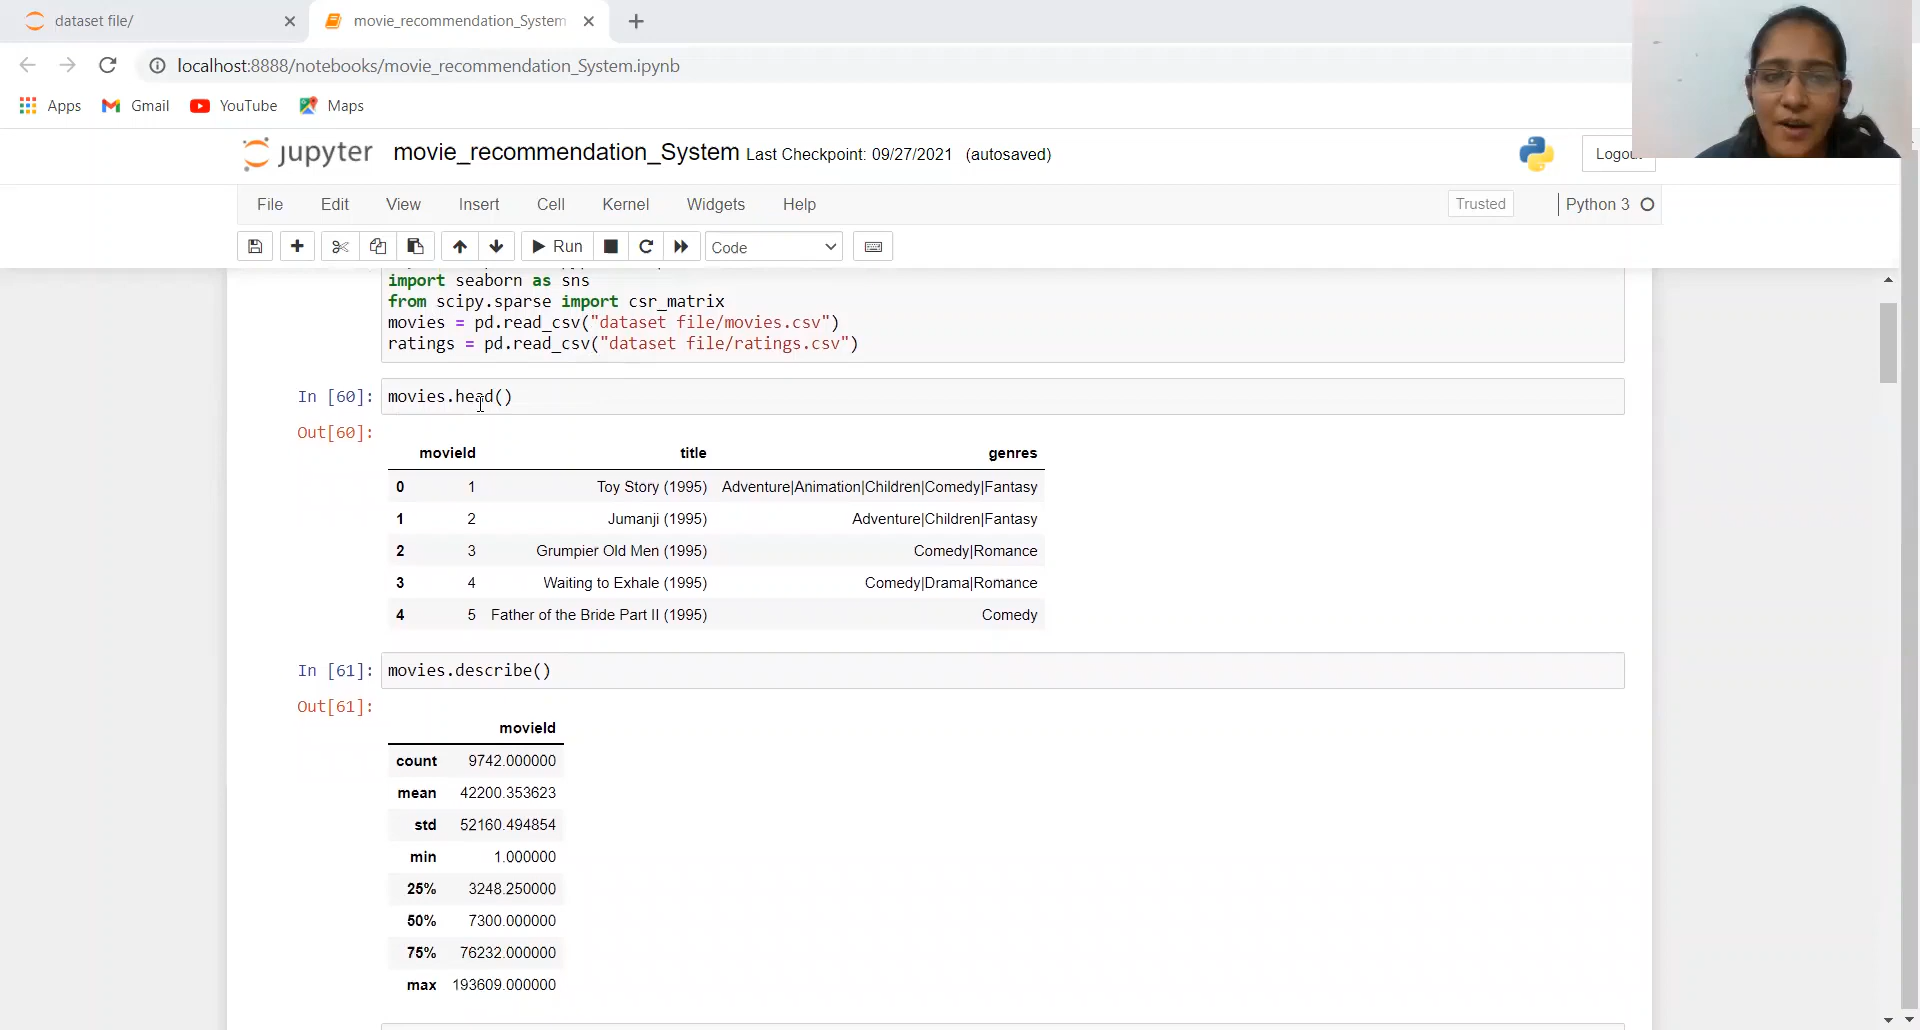 dataset file/
movie_recommendation_System
localhost:8888/notebooks/movie_recommendation_System.ipynb
Apps Gmail YouTube Maps
jupyter movie_recommendation_System Last Checkpoint: 09/27/2021 (autosaved)
Logout
File Edit View Insert Cell Kernel Widgets Help Trusted Python 3
Run Code
import seaborn as sns
from scipy.sparse import csr_matrix
movies = pd.read_csv("dataset file/movies.csv")
ratings = pd.read_csv("dataset file/ratings.csv")
In [60]: movies.head()
Out[60]:
movieId title genres
0 1 Toy Story (1995) Adventure|Animation|Children|Comedy|Fantasy
1 2 Jumanji (1995) Adventure|Children|Fantasy
2 3 Grumpier Old Men (1995) Comedy|Romance
3 4 Waiting to Exhale (1995) Comedy|Drama|Romance
4 5 Father of the Bride Part II (1995) Comedy
In [61]: movies.describe()
Out[61]:
movieId
count 9742.000000
mean 42200.353623
std 52160.494854
min 1.000000
25% 3248.250000
50% 7300.000000
75% 76232.000000
max 193609.000000